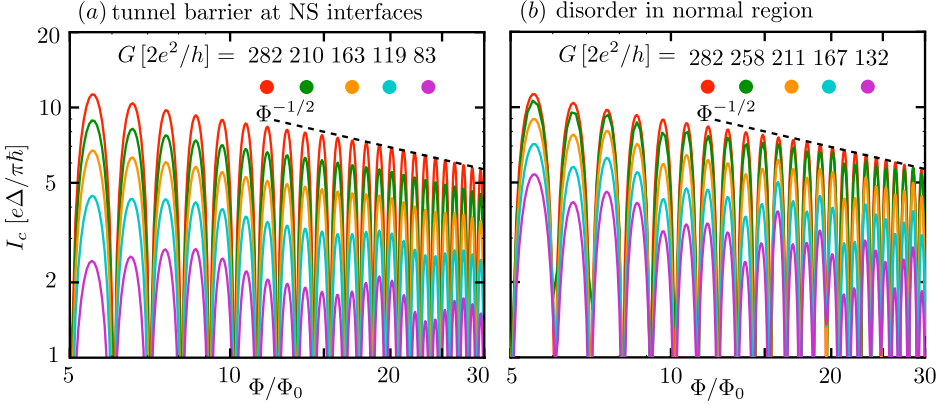 (a) tunnel barrier at NS interfaces
20
10
5
2
1
I_c [eΔ/πℏ]
G [2e²/h] = 282 210 163 119 83
Φ^{-1/2}
5 10 20 30
Φ/Φ₀
(b) disorder in normal region
G [2e²/h] = 282 258 211 167 132
Φ^{-1/2}
5 10 20 30
Φ/Φ₀